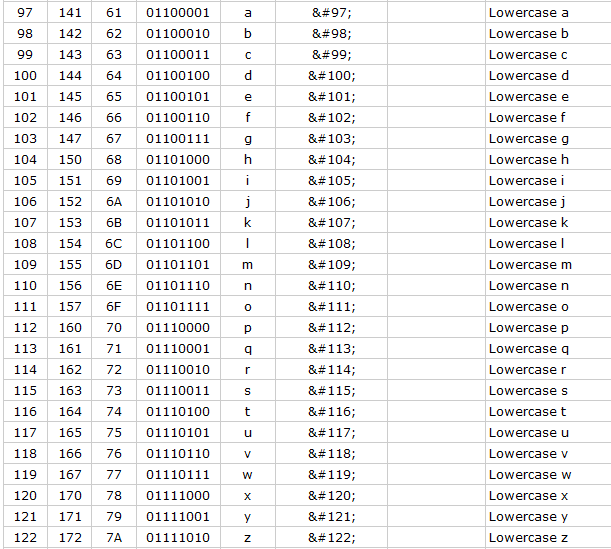 97 141 61 01100001 a &#97; Lowercase a
98 142 62 01100010 b &#98; Lowercase b
99 143 63 01100011 c &#99; Lowercase c
100 144 64 01100100 d &#100; Lowercase d
101 145 65 01100101 e &#101; Lowercase e
102 146 66 01100110 f &#102; Lowercase f
103 147 67 01100111 g &#103; Lowercase g
104 150 68 01101000 h &#104; Lowercase h
105 151 69 01101001 i &#105; Lowercase i
106 152 6A 01101010 j &#106; Lowercase j
107 153 6B 01101011 k &#107; Lowercase k
108 154 6C 01101100 l &#108; Lowercase l
109 155 6D 01101101 m &#109; Lowercase m
110 156 6E 01101110 n &#110; Lowercase n
111 157 6F 01101111 o &#111; Lowercase o
112 160 70 01110000 p &#112; Lowercase p
113 161 71 01110001 q &#113; Lowercase q
114 162 72 01110010 r &#114; Lowercase r
115 163 73 01110011 s &#115; Lowercase s
116 164 74 01110100 t &#116; Lowercase t
117 165 75 01110101 u &#117; Lowercase u
118 166 76 01110110 v &#118; Lowercase v
119 167 77 01110111 w &#119; Lowercase w
120 170 78 01111000 x &#120; Lowercase x
121 171 79 01111001 y &#121; Lowercase y
122 172 7A 01111010 z &#122; Lowercase z